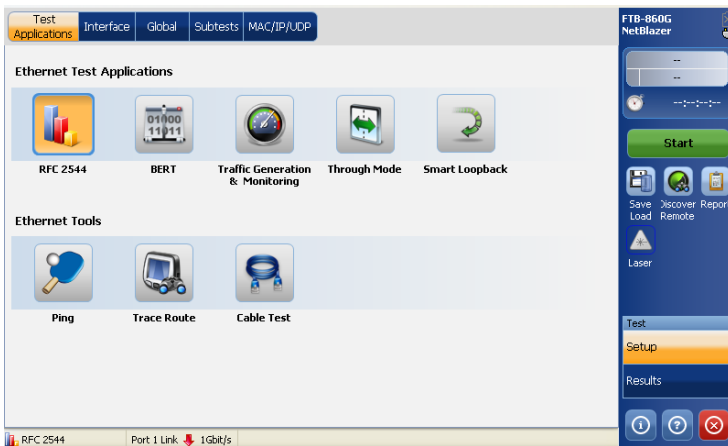 Test Applications
Interface
Global
Subtests
MAC/IP/UDP
Ethernet Test Applications
01000
11011
RFC 2544
BERT
Traffic Generation
& Monitoring
Through Mode
Smart Loopback
Ethernet Tools
Ping
Trace Route
Cable Test
RFC 2544
Port 1 Link
1Gbit/s
FTB-860G
NetBlazer
--
--
--:--:--
Start
Save
Load
Discover
Remote
Report
Laser
Test
Setup
Results